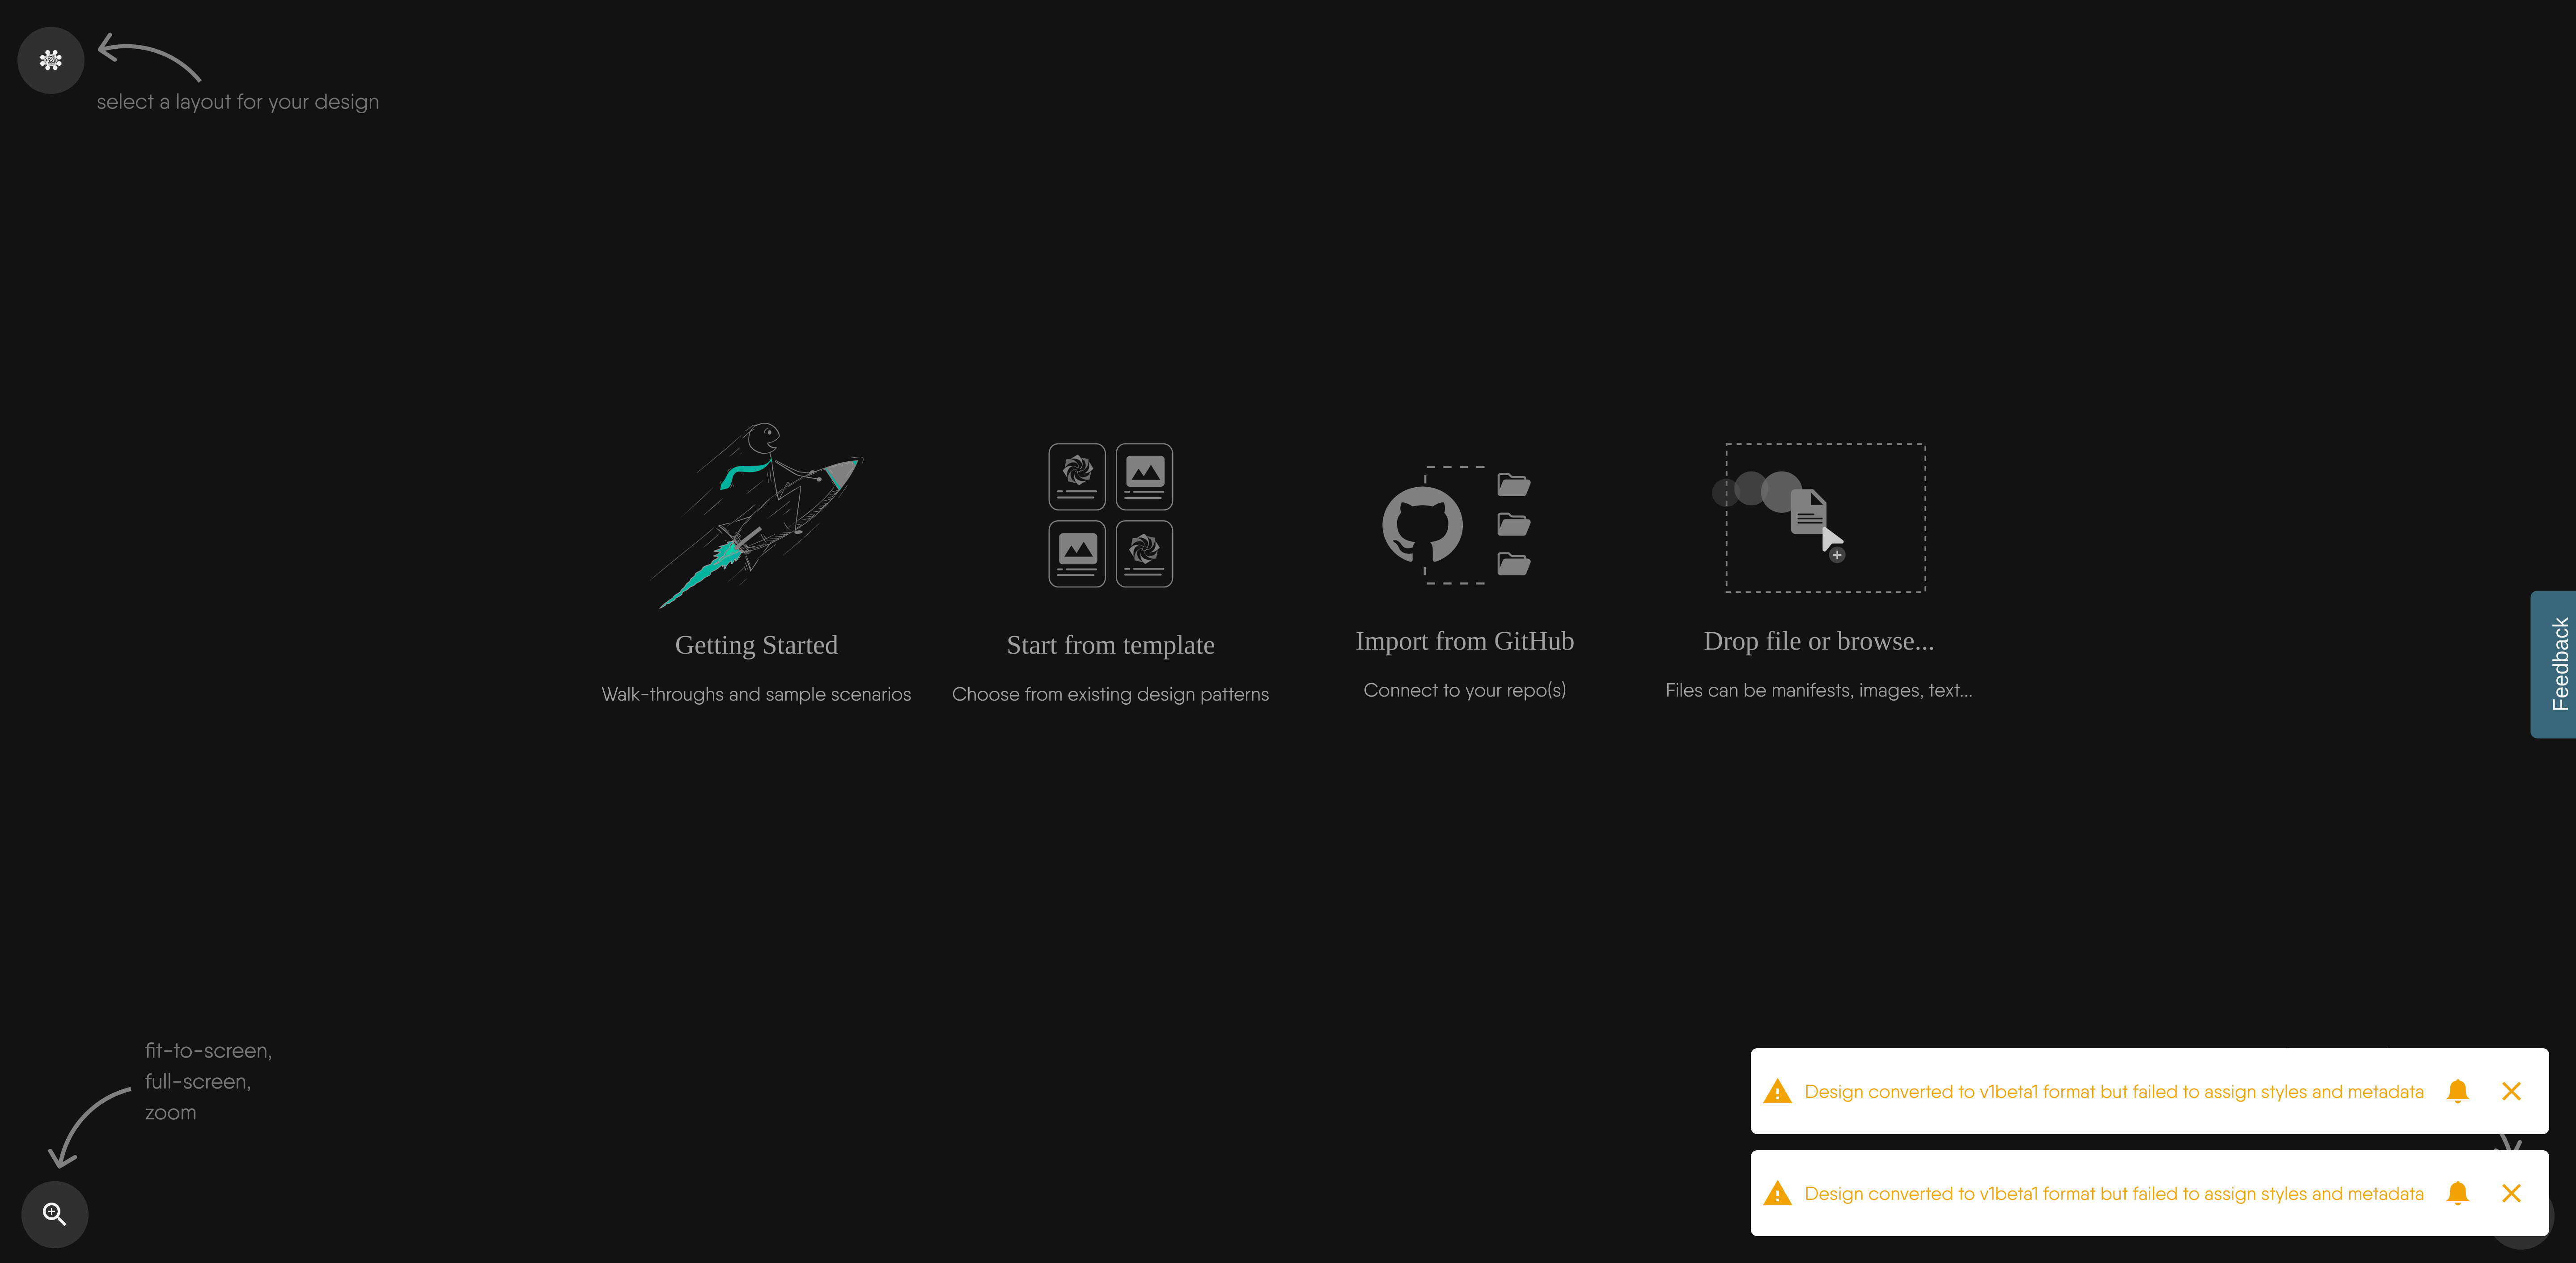 select a layout for your design
Getting Started
Walk-throughs and sample scenarios
Start from template
Choose from existing design patterns
Import from GitHub
Connect to your repo(s)
Drop file or browse...
Files can be manifests, images, text...
Feedback
fit-to-screen,
full-screen,
zoom
Design converted to v1beta1 format but failed to assign styles and metadata
Design converted to v1beta1 format but failed to assign styles and metadata